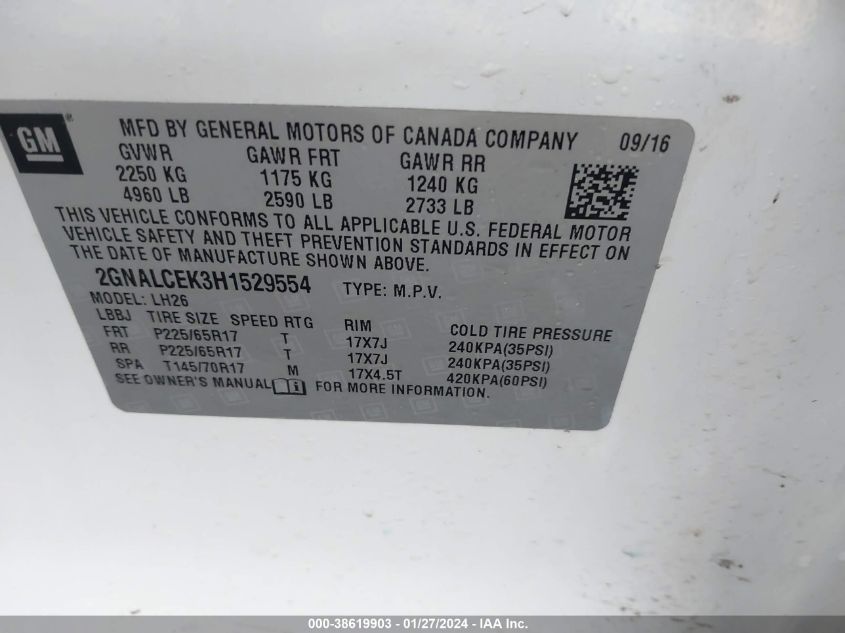 GM® MFD BY GENERAL MOTORS OF CANADA COMPANY 09/16
GVWR GAWR FRT GAWR RR
2250 KG 1175 KG 1240 KG
4960 LB 2590 LB 2733 LB
THIS VEHICLE CONFORMS TO ALL APPLICABLE U.S. FEDERAL MOTOR
VEHICLE SAFETY AND THEFT PREVENTION STANDARDS IN EFFECT ON
THE DATE OF MANUFACTURE SHOWN ABOVE.
2GNALCEK3H1529554 TYPE: M.P.V.
MODEL: LH26
LBBJ TIRE SIZE SPEED RTG RIM COLD TIRE PRESSURE
FRT P225/65R17 T 17X7J 240KPA(35PSI)
RR P225/65R17 T 17X7J 240KPA(35PSI)
SPA T145/70R17 M 17X4.5T 420KPA(60PSI)
SEE OWNER'S MANUAL i FOR MORE INFORMATION.
000-38619903 - 01/27/2024 - IAA Inc.